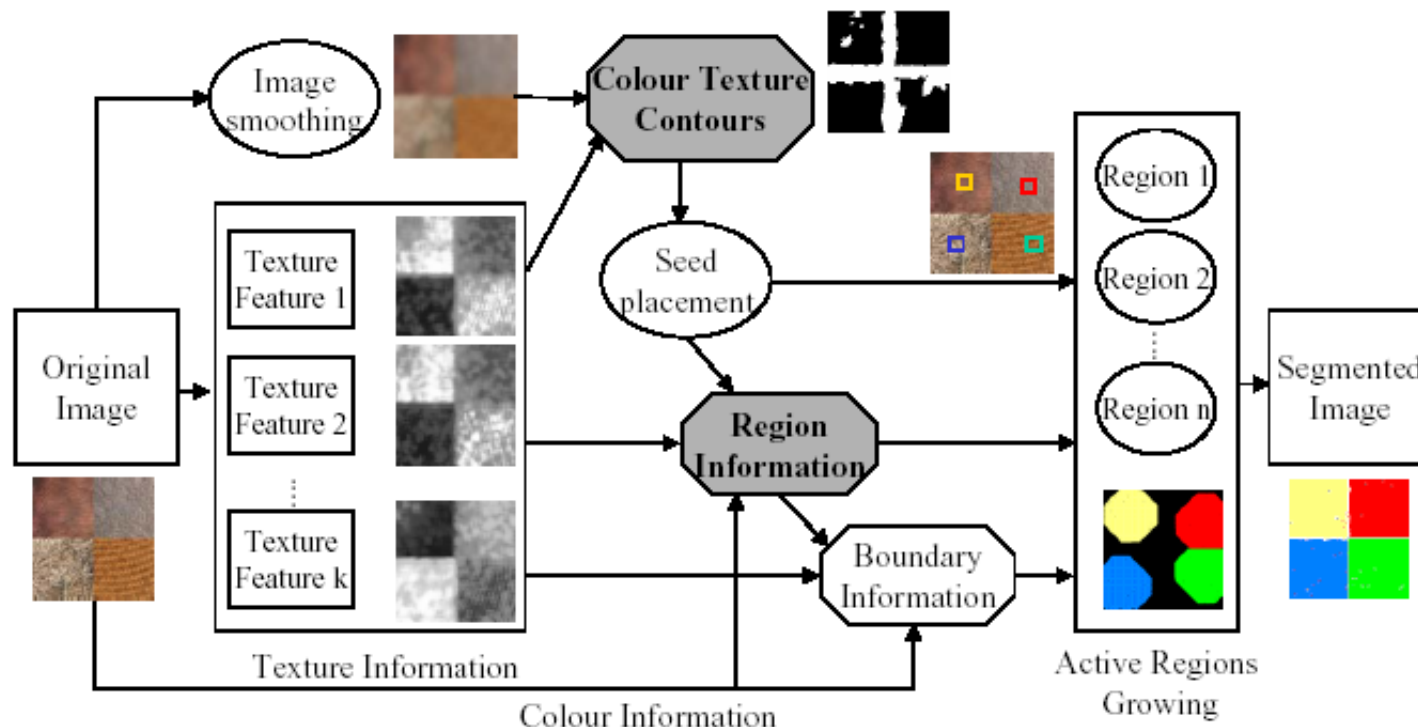 Image
smoothing
Colour Texture
Contours
Texture
Feature 1
Texture
Feature 2
Texture
Feature k
Original
Image
Seed
placement
Region
Information
Boundary
Information
Region 1
Region 2
Region n
Segmented
Image
Texture Information
Colour Information
Active Regions
Growing